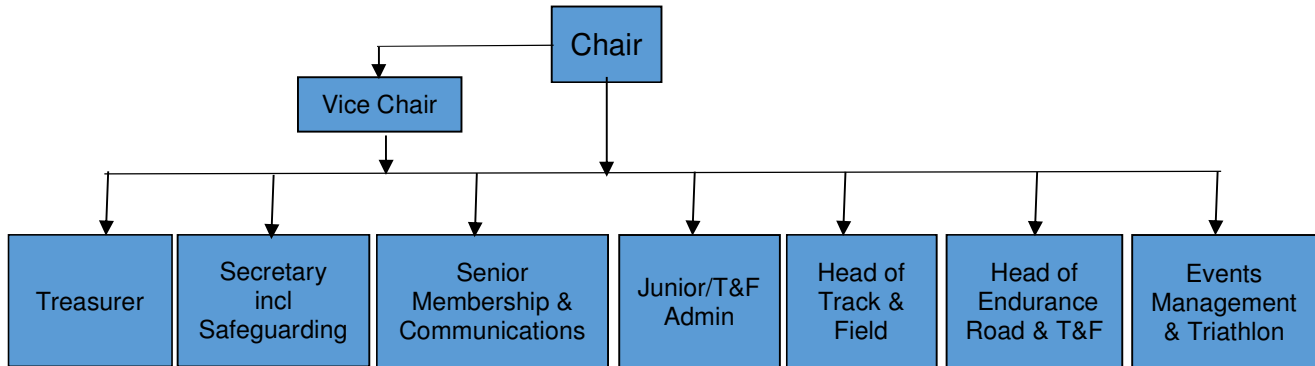 Chair
Vice Chair
Treasurer
Secretary
incl
Safeguarding
Senior
Membership &
Communications
Junior/T&F
Admin
Head of
Track &
Field
Head of
Endurance
Road & T&F
Events
Management
& Triathlon